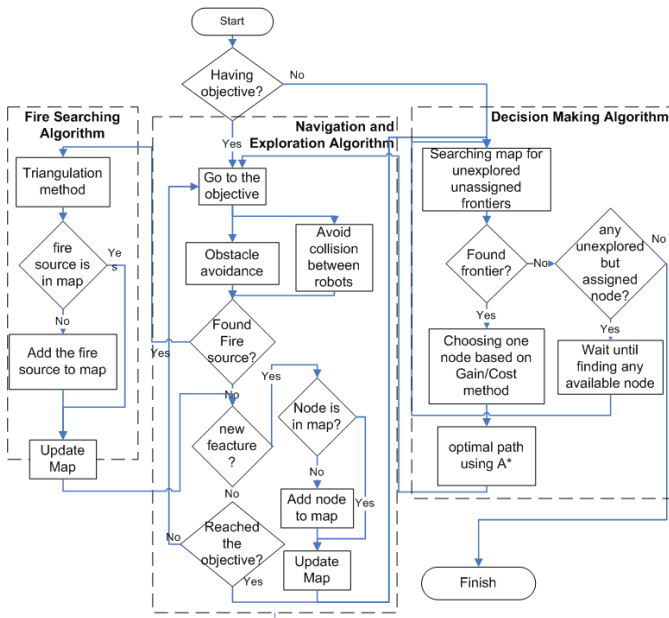 Start
Having
objective?
No
Yes
Fire Searching
Algorithm
Triangulation
method
fire
source is
in map
Ye
s
No
Add the fire
source to map
Update
Map
Navigation and
Exploration Algorithm
Go to the
objective
Obstacle
avoidance
Avoid
collision
between
robots
Found
Fire
source?
Yes
No
Yes
new
feacture
?
No
Node is
in map?
No
Yes
Add node
to map
Update
Map
Reached
the
objective?
No
Yes
Decision Making Algorithm
Searching map for
unexplored
unassigned
frontiers
Found
frontier?
No
Yes
any
unexplored
but
assigned
node?
No
Yes
Choosing one
node based on
Gain/Cost
method
Wait until
finding any
available node
optimal path
using A*
Finish